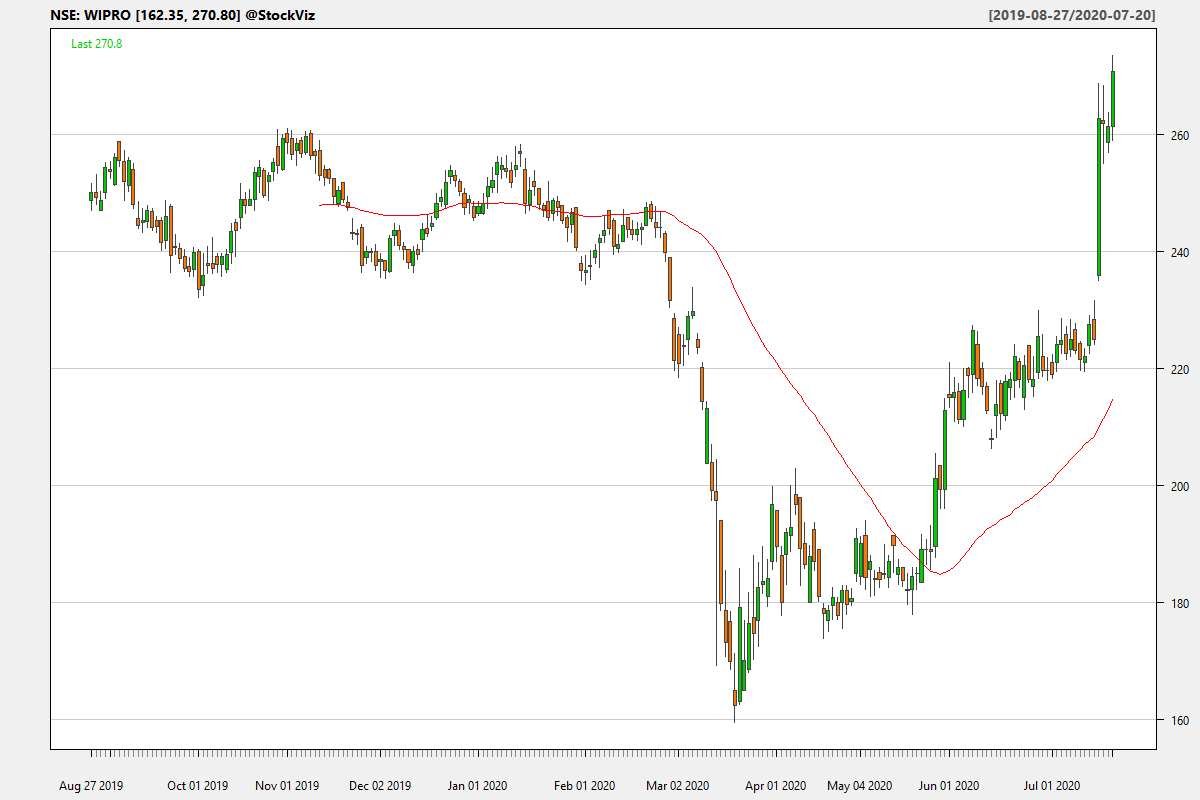 NSE: WIPRO [162.35, 270.80] @StockViz
[2019-08-27/2020-07-20]
Last 270.8
260
240
220
200
180
160
Aug 27 2019
Oct 01 2019
Nov 01 2019
Dec 02 2019
Jan 01 2020
Feb 01 2020
Mar 02 2020
Apr 01 2020
May 04 2020
Jun 01 2020
Jul 01 2020